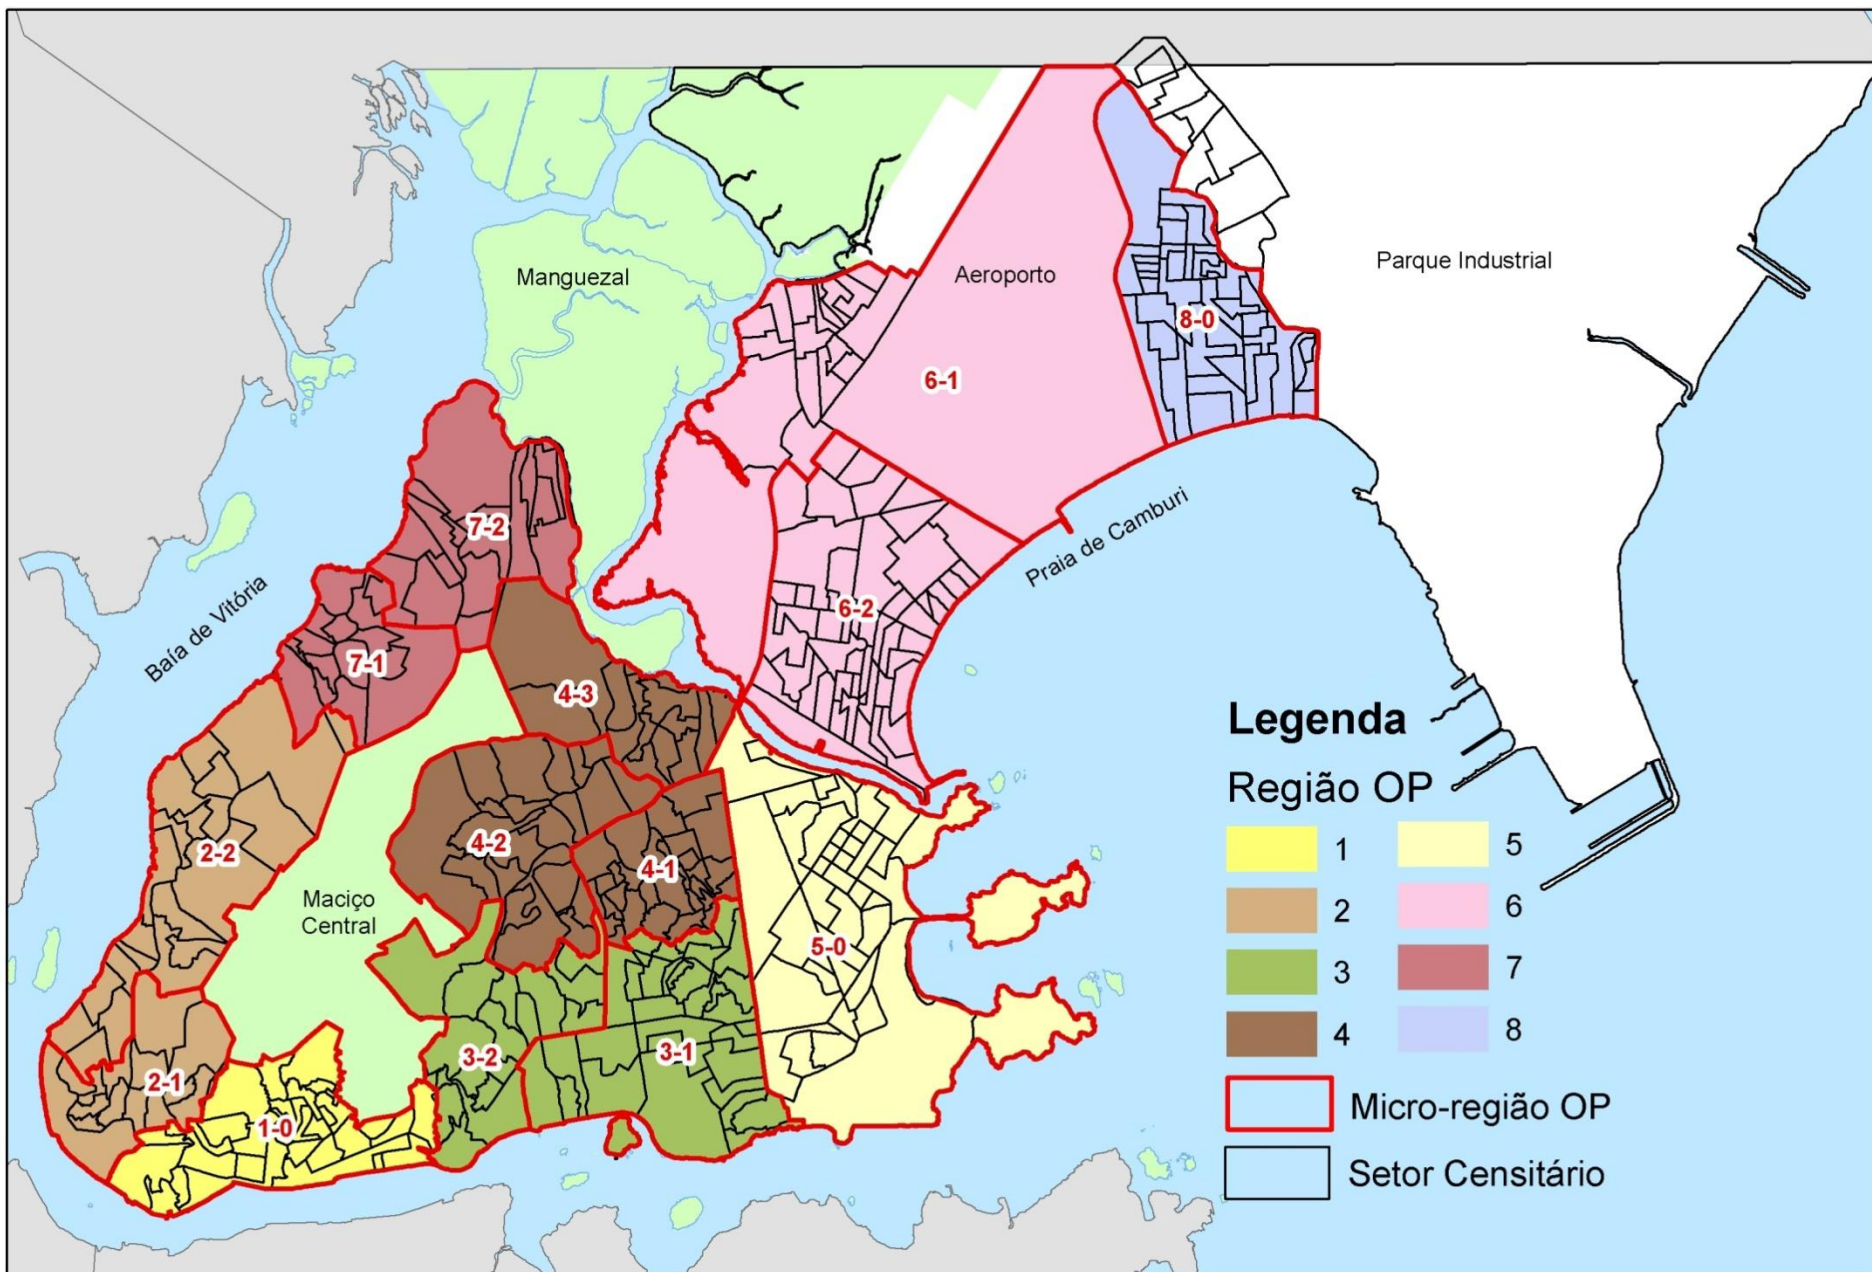 Manguezal
Aeroporto
Parque Industrial
8-0
6-1
7-2
Praia de Camburi
Baía de Vitória
6-2
7-1
4-3
2-2
4-2
4-1
Maciço
Central
5-0
3-2
3-1
2-1
1-0
Legenda
Região OP
1
5
2
6
3
7
4
8
Micro-região OP
Setor Censitário